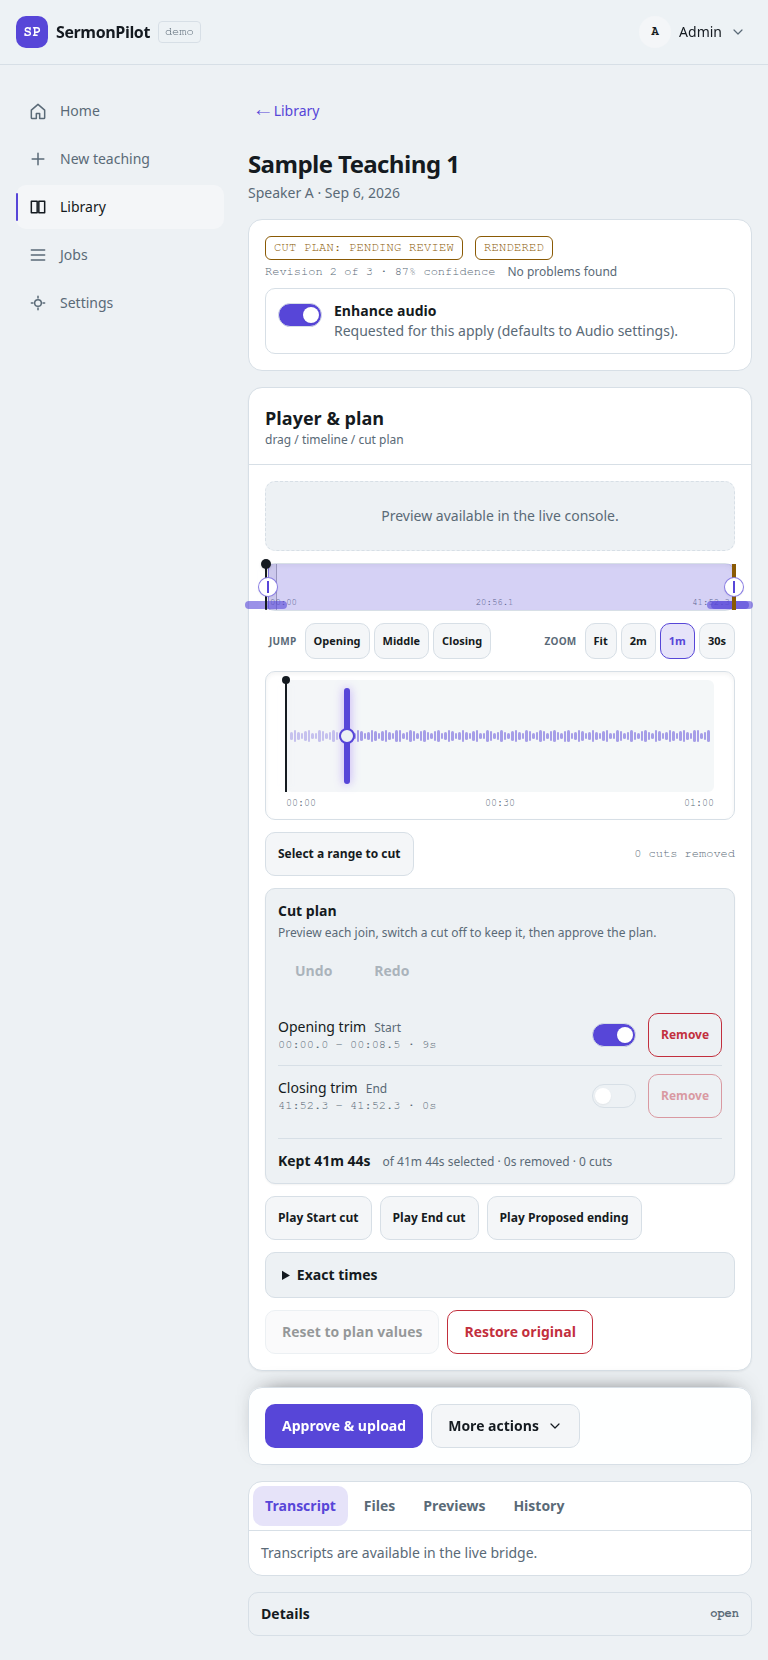 SP SermonPilot demo
A Admin
Home
New teaching
Library
Jobs
Settings
← Library
Sample Teaching 1
Speaker A · Sep 6, 2026
CUT PLAN: PENDING REVIEW RENDERED
Revision 2 of 3 · 87% confidence No problems found
Enhance audio
Requested for this apply (defaults to Audio settings).
Player & plan
drag / timeline / cut plan
Preview available in the live console.
20:56.1
JUMP Opening Middle Closing ZOOM Fit 2m 1m 30s
00:00 00:30 01:00
Select a range to cut 0 cuts removed
Cut plan
Preview each join, switch a cut off to keep it, then approve the plan.
Undo Redo
Opening trim Start
00:00.0 – 00:08.5 · 9s
Remove
Closing trim End
41:52.3 – 41:52.3 · 0s
Remove
Kept 41m 44s of 41m 44s selected · 0s removed · 0 cuts
Play Start cut Play End cut Play Proposed ending
Exact times
Reset to plan values Restore original
Approve & upload More actions
Transcript Files Previews History
Transcripts are available in the live bridge.
Details open